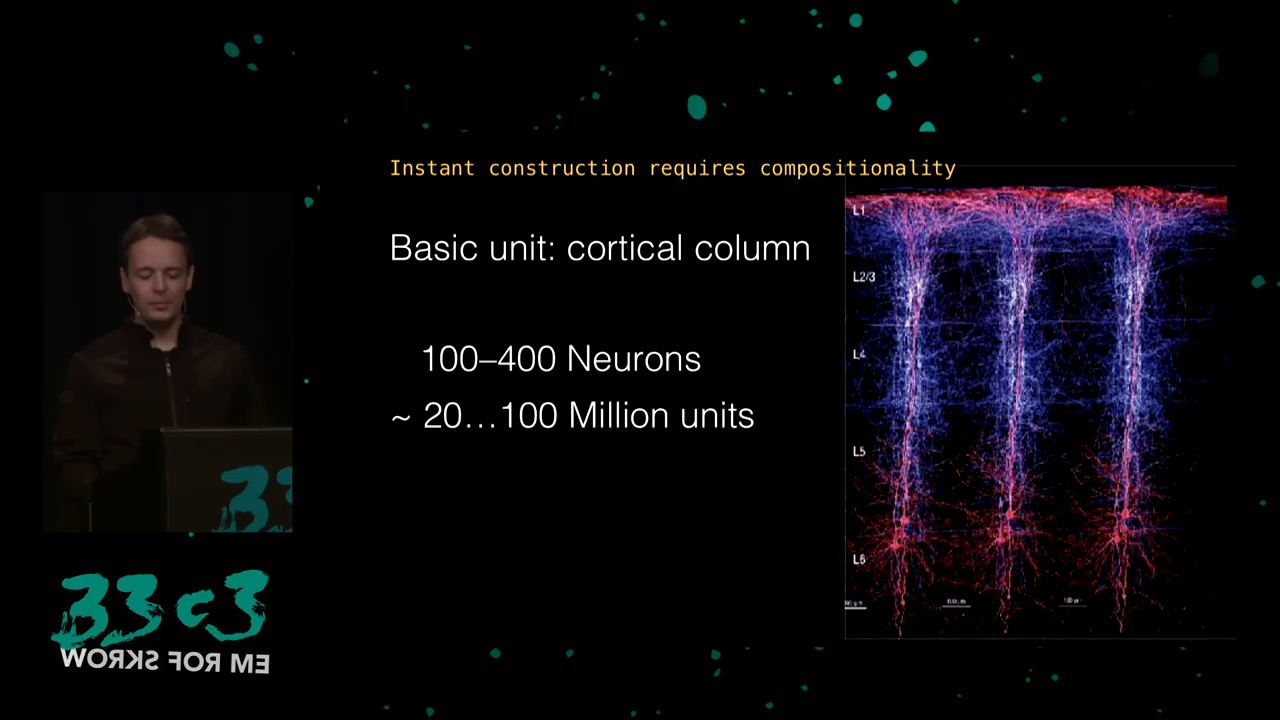 Instant construction requires compositionality
Basic unit: cortical column
100–400 Neurons
~ 20…100 Million units
L1
L2/3
L4
L5
L6
33c3
WORKS FOR ME